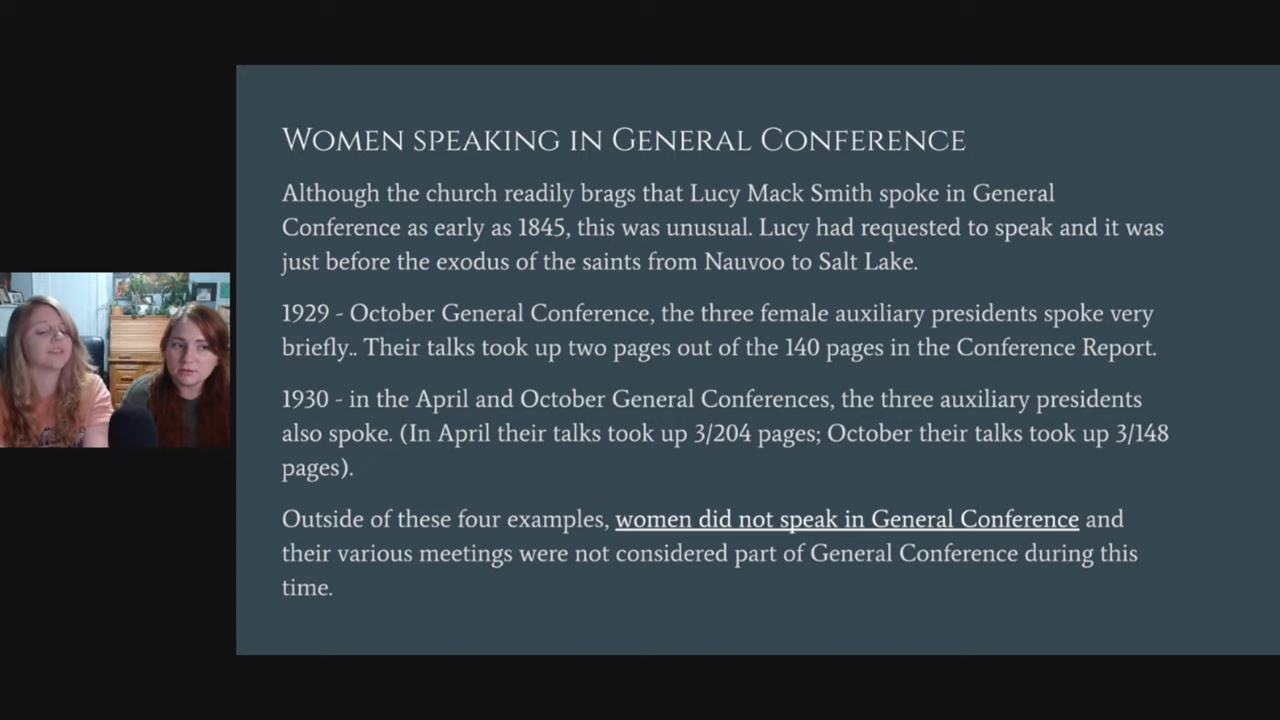 Women speaking in General Conference
Although the church readily brags that Lucy Mack Smith spoke in General
Conference as early as 1845, this was unusual. Lucy had requested to speak and it was
just before the exodus of the saints from Nauvoo to Salt Lake.
1929 - October General Conference, the three female auxiliary presidents spoke very
briefly.. Their talks took up two pages out of the 140 pages in the Conference Report.
1930 - in the April and October General Conferences, the three auxiliary presidents
also spoke. (In April their talks took up 3/204 pages; October their talks took up 3/148
pages).
Outside of these four examples, women did not speak in General Conference and
their various meetings were not considered part of General Conference during this
time.